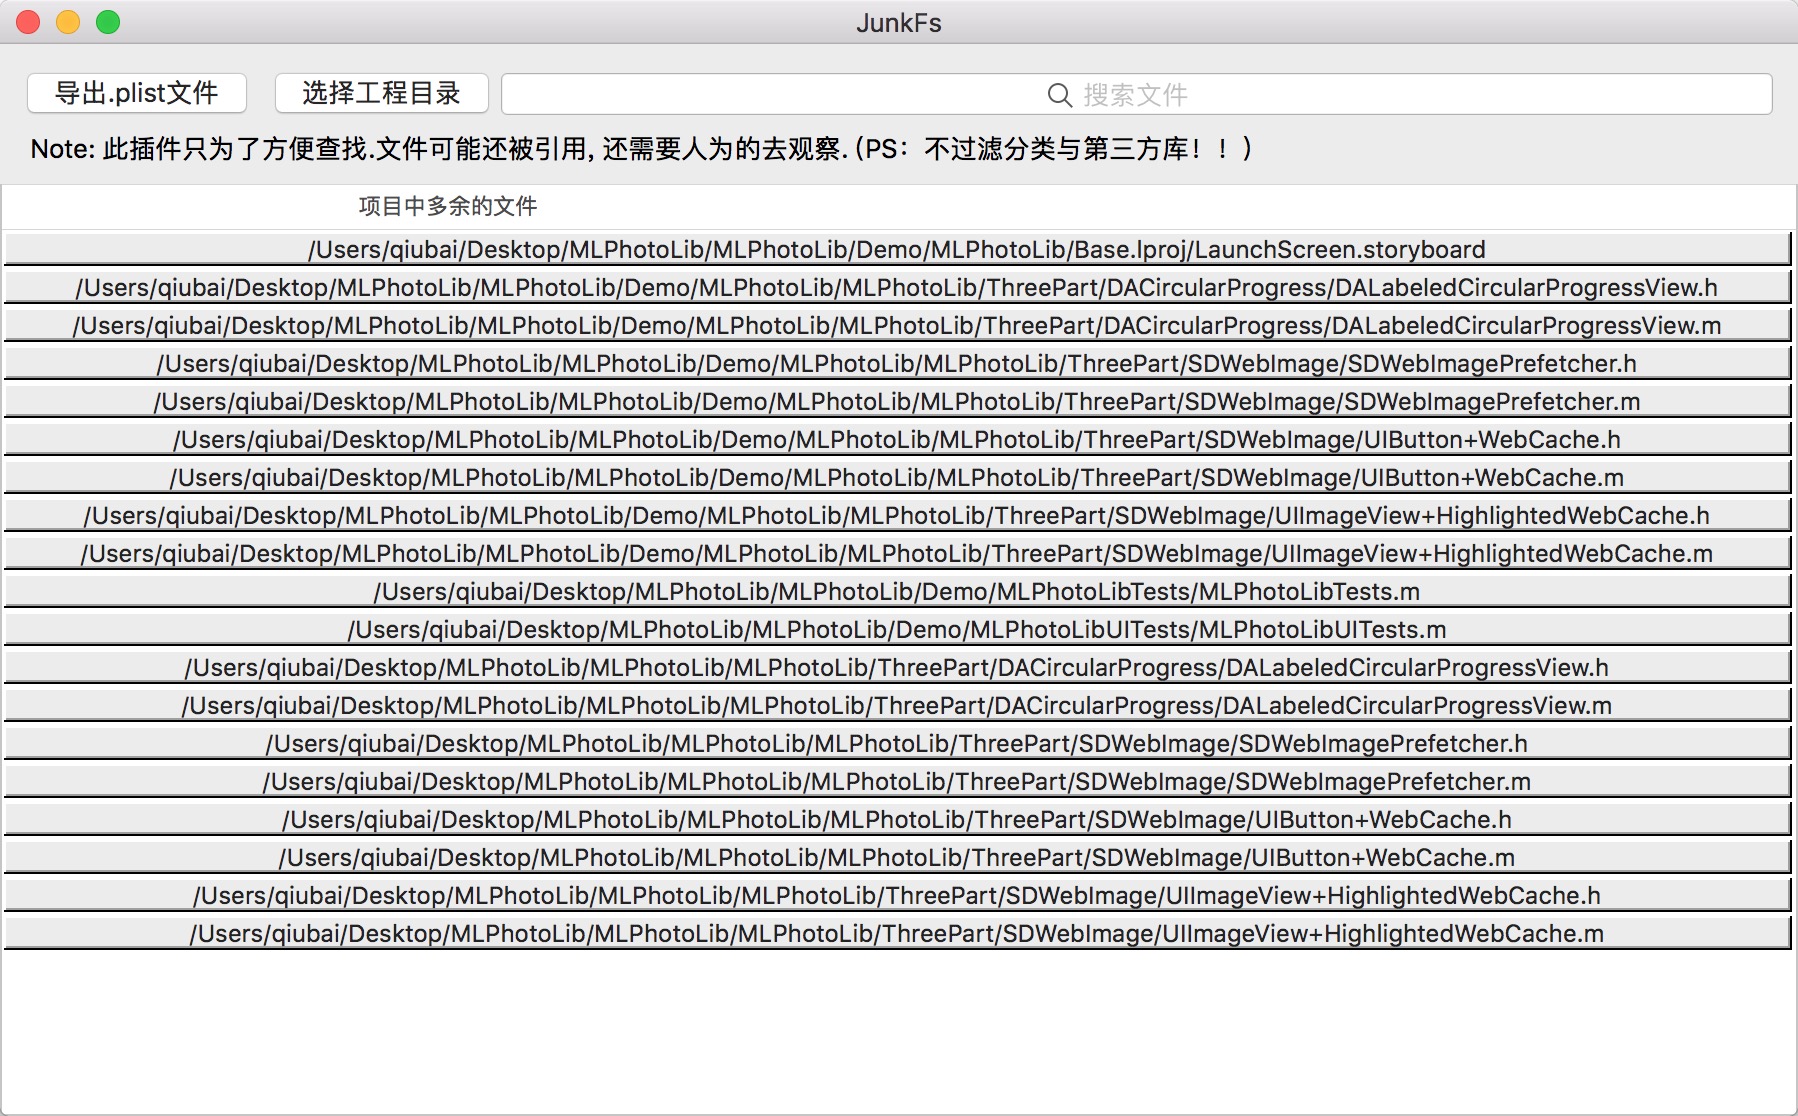 JunkFs
导出.plist文件 选择工程目录 搜索文件
Note: 此插件只为了方便查找.文件可能还被引用, 还需要人为的去观察. (PS：不过滤分类与第三方库！！)
项目中多余的文件
/Users/qiubai/Desktop/MLPhotoLib/MLPhotoLib/Demo/MLPhotoLib/Base.lproj/LaunchScreen.storyboard
/Users/qiubai/Desktop/MLPhotoLib/MLPhotoLib/Demo/MLPhotoLib/MLPhotoLib/ThreePart/DACircularProgress/DALabeledCircularProgressView.h
/Users/qiubai/Desktop/MLPhotoLib/MLPhotoLib/Demo/MLPhotoLib/MLPhotoLib/ThreePart/DACircularProgress/DALabeledCircularProgressView.m
/Users/qiubai/Desktop/MLPhotoLib/MLPhotoLib/Demo/MLPhotoLib/MLPhotoLib/ThreePart/SDWebImage/SDWebImagePrefetcher.h
/Users/qiubai/Desktop/MLPhotoLib/MLPhotoLib/Demo/MLPhotoLib/MLPhotoLib/ThreePart/SDWebImage/SDWebImagePrefetcher.m
/Users/qiubai/Desktop/MLPhotoLib/MLPhotoLib/Demo/MLPhotoLib/MLPhotoLib/ThreePart/SDWebImage/UIButton+WebCache.h
/Users/qiubai/Desktop/MLPhotoLib/MLPhotoLib/Demo/MLPhotoLib/MLPhotoLib/ThreePart/SDWebImage/UIButton+WebCache.m
/Users/qiubai/Desktop/MLPhotoLib/MLPhotoLib/Demo/MLPhotoLib/MLPhotoLib/ThreePart/SDWebImage/UIImageView+HighlightedWebCache.h
/Users/qiubai/Desktop/MLPhotoLib/MLPhotoLib/Demo/MLPhotoLib/MLPhotoLib/ThreePart/SDWebImage/UIImageView+HighlightedWebCache.m
/Users/qiubai/Desktop/MLPhotoLib/MLPhotoLib/Demo/MLPhotoLibTests/MLPhotoLibTests.m
/Users/qiubai/Desktop/MLPhotoLib/MLPhotoLib/Demo/MLPhotoLibUITests/MLPhotoLibUITests.m
/Users/qiubai/Desktop/MLPhotoLib/MLPhotoLib/MLPhotoLib/ThreePart/DACircularProgress/DALabeledCircularProgressView.h
/Users/qiubai/Desktop/MLPhotoLib/MLPhotoLib/MLPhotoLib/ThreePart/DACircularProgress/DALabeledCircularProgressView.m
/Users/qiubai/Desktop/MLPhotoLib/MLPhotoLib/MLPhotoLib/ThreePart/SDWebImage/SDWebImagePrefetcher.h
/Users/qiubai/Desktop/MLPhotoLib/MLPhotoLib/MLPhotoLib/ThreePart/SDWebImage/SDWebImagePrefetcher.m
/Users/qiubai/Desktop/MLPhotoLib/MLPhotoLib/MLPhotoLib/ThreePart/SDWebImage/UIButton+WebCache.h
/Users/qiubai/Desktop/MLPhotoLib/MLPhotoLib/MLPhotoLib/ThreePart/SDWebImage/UIButton+WebCache.m
/Users/qiubai/Desktop/MLPhotoLib/MLPhotoLib/MLPhotoLib/ThreePart/SDWebImage/UIImageView+HighlightedWebCache.h
/Users/qiubai/Desktop/MLPhotoLib/MLPhotoLib/MLPhotoLib/ThreePart/SDWebImage/UIImageView+HighlightedWebCache.m